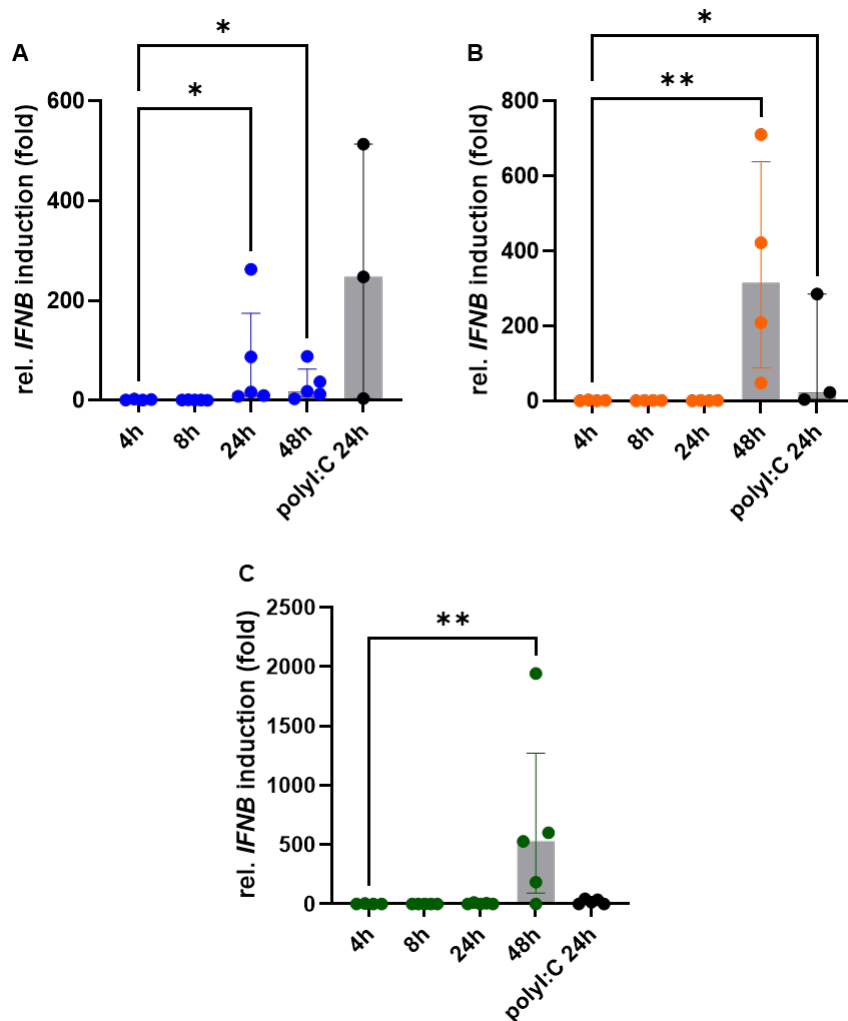 A
rel. IFNB induction (fold)
600
400
200
0
*
*
4h
8h
24h
48h
polyI:C 24h
B
rel. IFNB induction (fold)
800
600
400
200
0
*
**
4h
8h
24h
48h
polyI:C 24h
C
rel. IFNB induction (fold)
2500
2000
1500
1000
500
0
**
4h
8h
24h
48h
polyI:C 24h